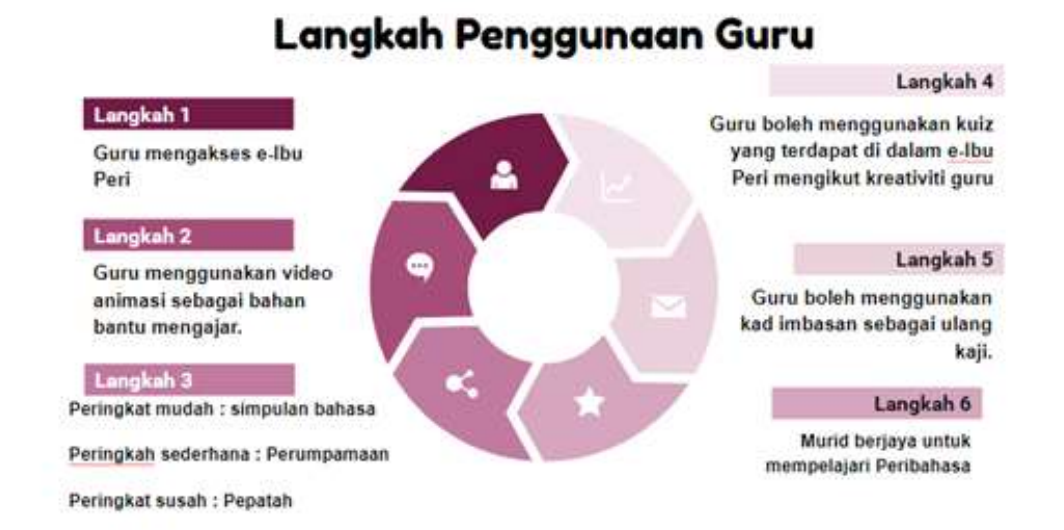 Langkah Penggunaan Guru
Langkah 1
Guru mengakses e-Ibu
Peri
Langkah 2
Guru menggunakan video
animasi sebagai bahan
bantu mengajar.
Langkah 3
Peringkat mudah : simpulan bahasa
Peringkah sederhana : Perumpamaan
Peringkat susah : Pepatah
Langkah 4
Guru boleh menggunakan kuiz
yang terdapat di dalam e-Ibu
Peri mengikut kreativiti guru
Langkah 5
Guru boleh menggunakan
kad imbasan sebagai ulang
kaji.
Langkah 6
Murid berjaya untuk
mempelajari Peribahasa